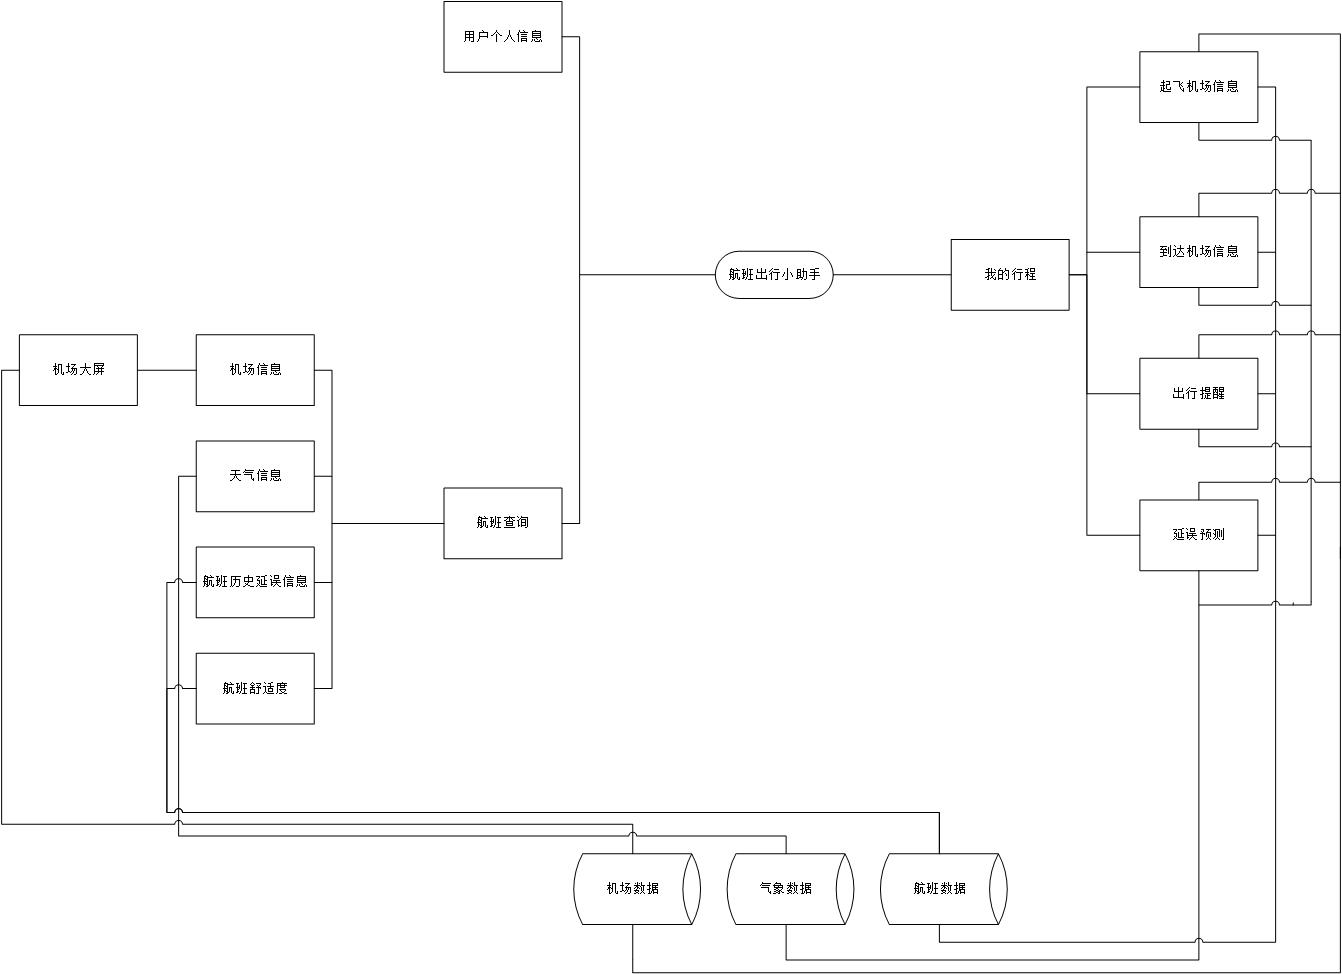 用户个人信息
起飞机场信息
到达机场信息
航班出行小助手
我的行程
机场大屏
机场信息
出行提醒
天气信息
航班查询
延误预测
航班历史延误信息
航班舒适度
机场数据
气象数据
航班数据